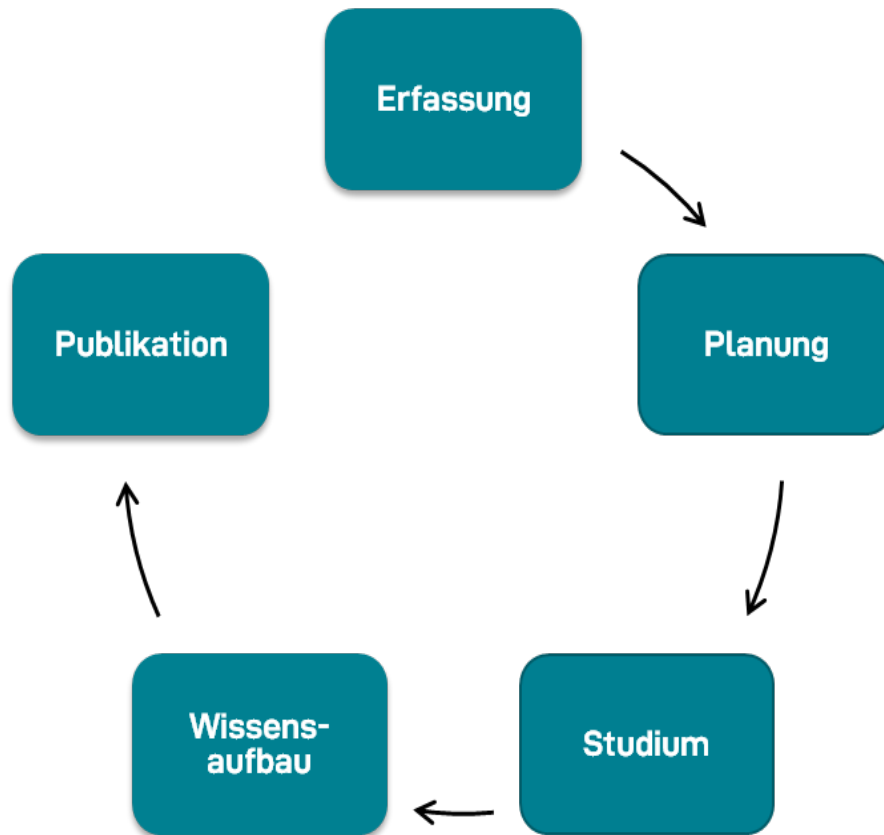 Erfassung
Planung
Studium
Wissens-
aufbau
Publikation